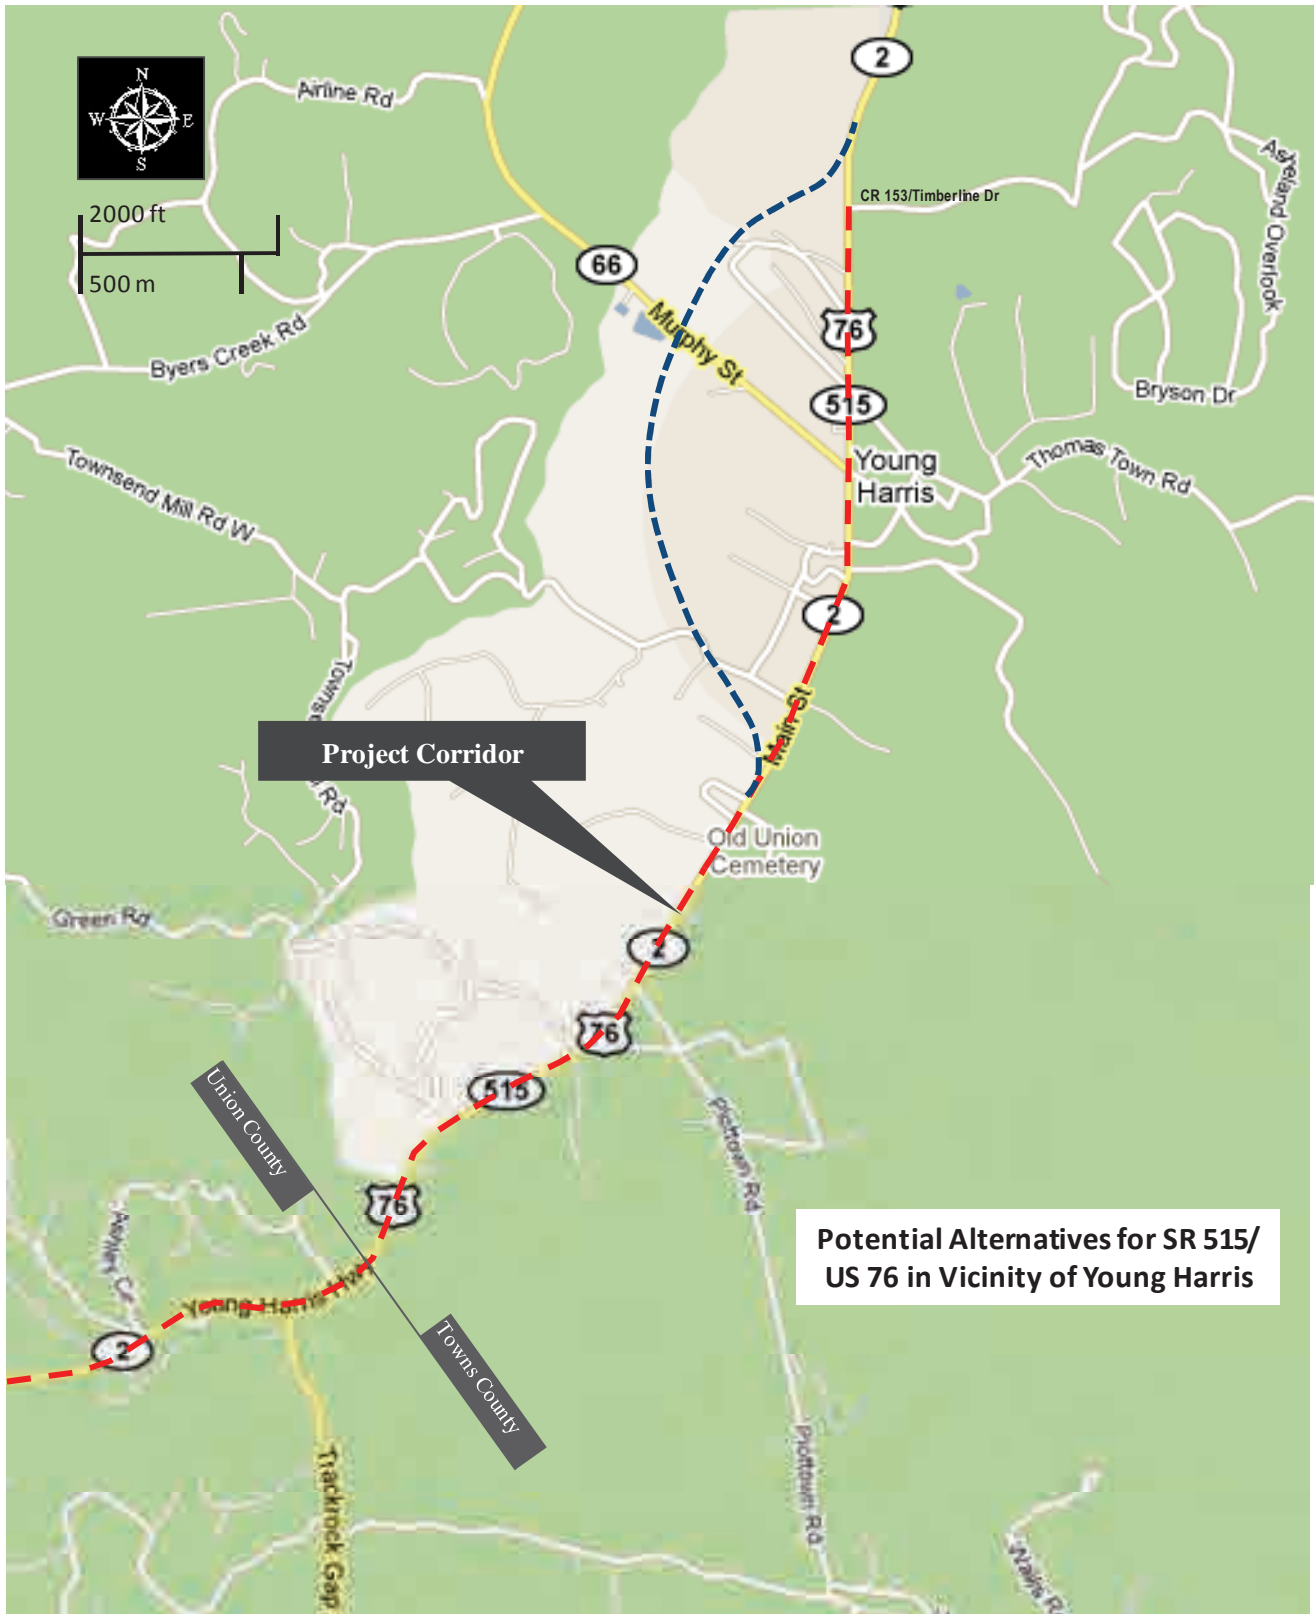 2
N
W
E
S
Airline Rd
Asheland Overlook
2000 ft
500 m
CR 153/Timberline Dr
66
Murphy St
76
Byers Creek Rd
Bryson Dr
515
Townsend Mill Rd W
Young
Harris
Thomas Town Rd
2
Main St
Project Corridor
Old Union
Cemetery
Green Rd
2
76
515
Union County
Plottown Rd
76
Potential Alternatives for SR 515/
US 76 in Vicinity of Young Harris
Young Harris
2
Towns County
Trackrock Gap
Plottown Rd